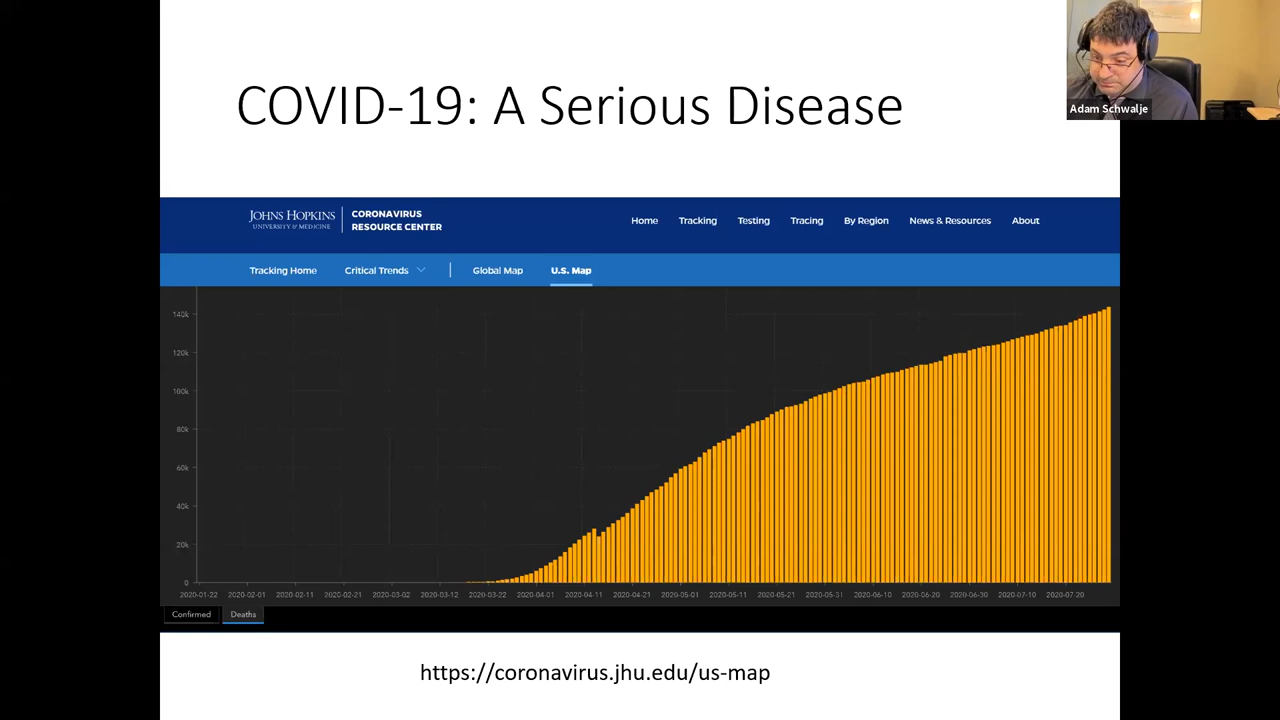 COVID-19: A Serious Disease
Adam Schwalje
JOHNS HOPKINS
UNIVERSITY & MEDICINE
CORONAVIRUS
RESOURCE CENTER
Home Tracking Testing Tracing By Region News & Resources About
Tracking Home Critical Trends Global Map U.S. Map
140k
120k
100k
80k
60k
40k
20k
0
2020-01-22 2020-02-01 2020-02-11 2020-02-21 2020-03-02 2020-03-12 2020-03-22 2020-04-01 2020-04-11 2020-04-21 2020-05-01 2020-05-11 2020-05-21 2020-05-31 2020-06-10 2020-06-20 2020-06-30 2020-07-10 2020-07-20
Confirmed Deaths
https://coronavirus.jhu.edu/us-map